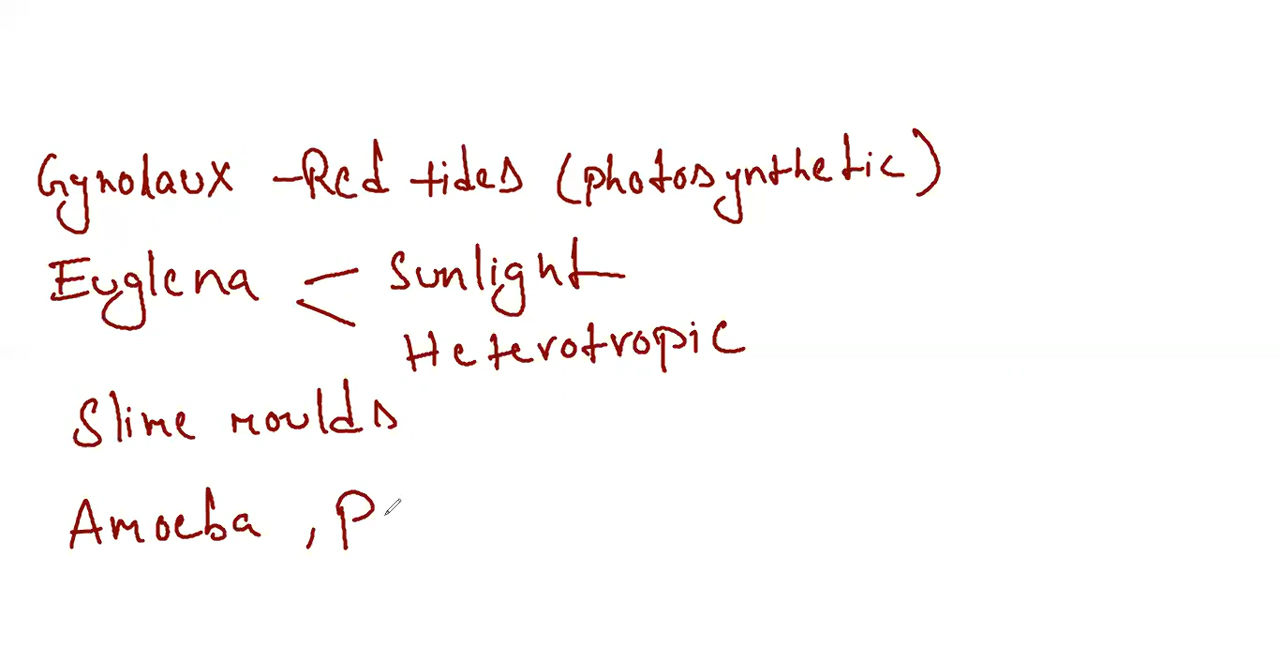 Gynolaux - Red tides (photosynthetic)
Euglena < Sunlight
Heterotropic
Slime moulds
Amoeba , P